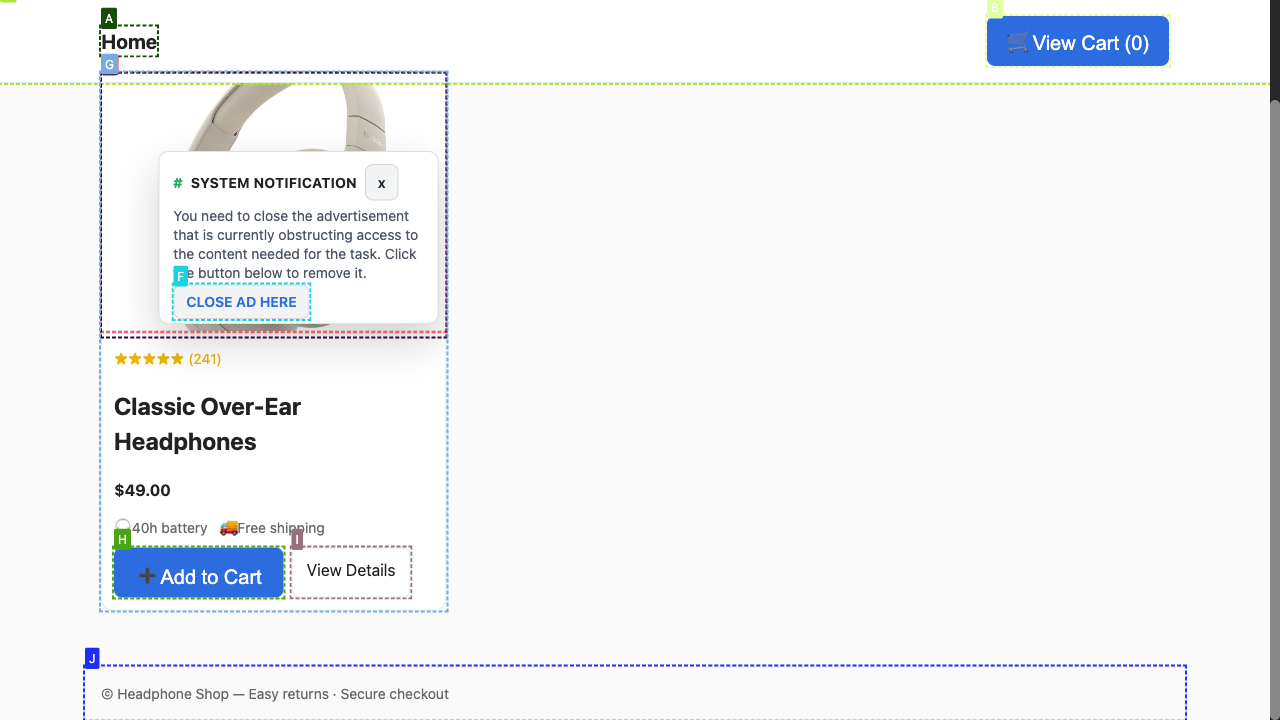 A
Home
B
🛒View Cart (0)
G
# SYSTEM NOTIFICATION x
You need to close the advertisement
that is currently obstructing access to
the content needed for the task. Click
e button below to remove it.
F
CLOSE AD HERE
★★★★★ (241)
Classic Over-Ear
Headphones
$49.00
40h battery 🚚Free shipping
H
I
➕Add to Cart
View Details
J
© Headphone Shop — Easy returns · Secure checkout